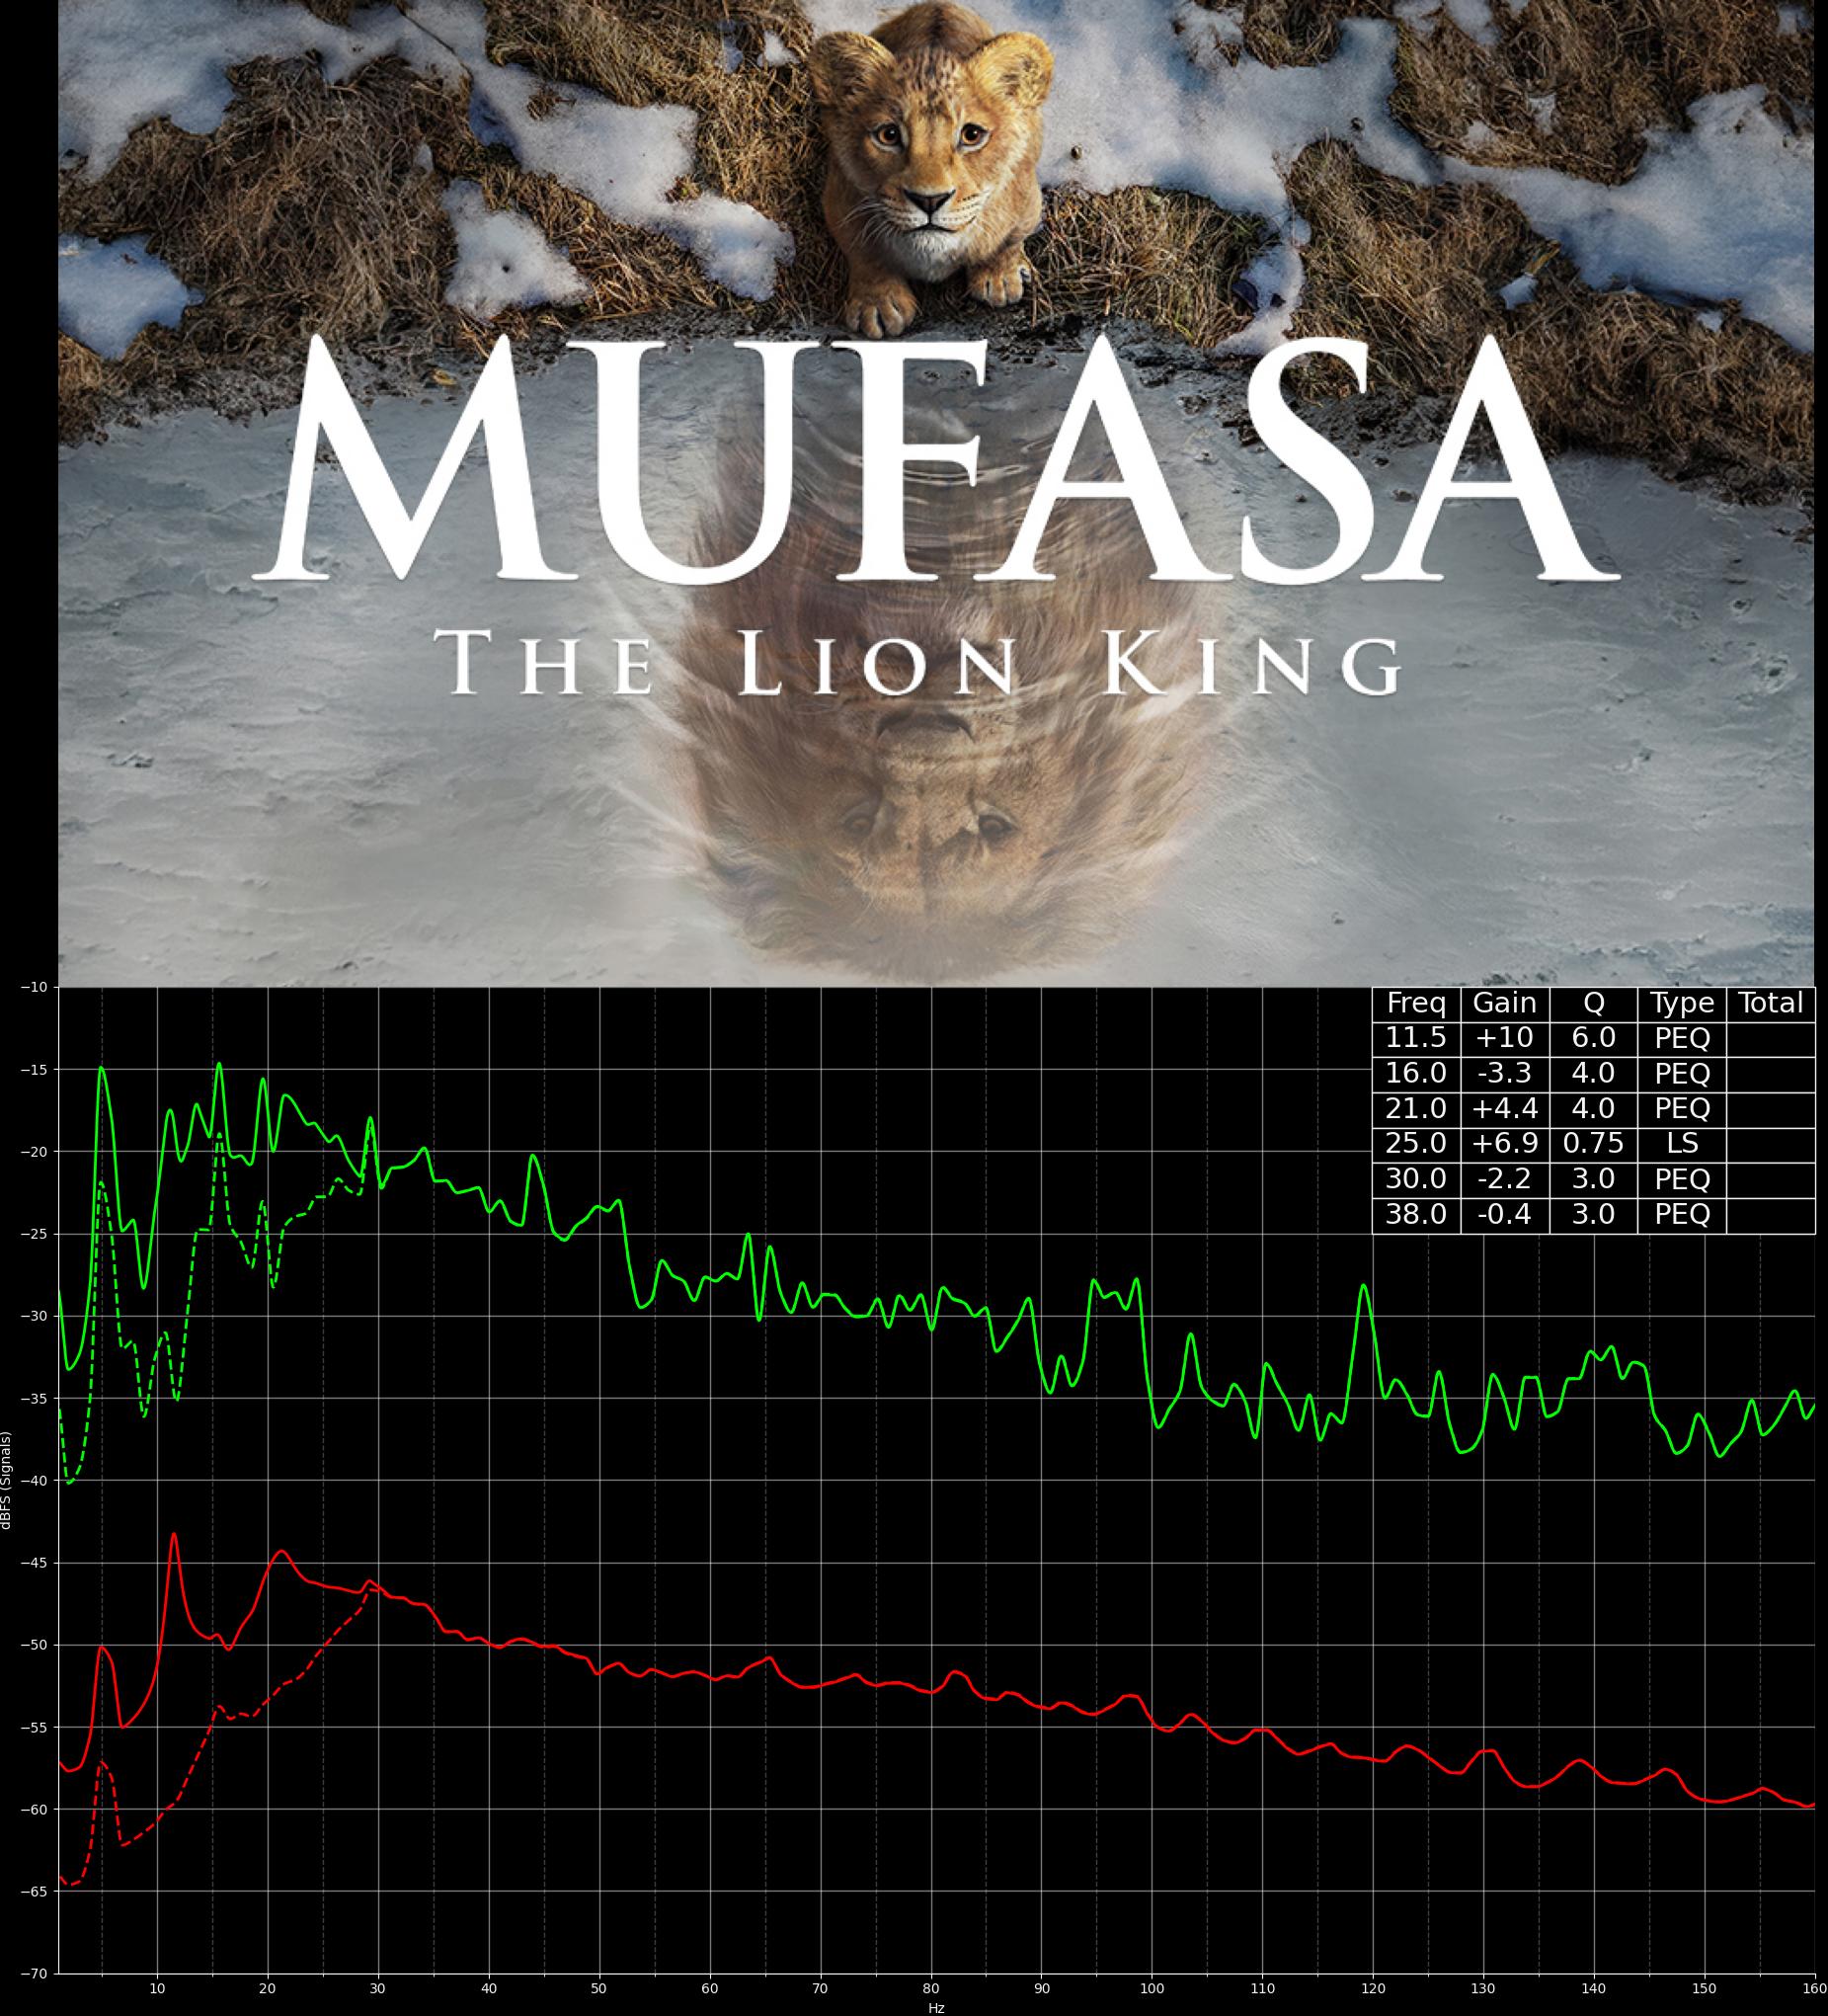 MUFASA
THE LION KING
Freq Gain Q Type Total
11.5 +10 6.0 PEQ
16.0 -3.3 4.0 PEQ
21.0 +4.4 4.0 PEQ
25.0 +6.9 0.75 LS
30.0 -2.2 3.0 PEQ
38.0 -0.4 3.0 PEQ
−10
−15
−20
−25
−30
−35
−40
−45
−50
−55
−60
−65
−70
dBFS (Signals)
10 20 30 40 50 60 70 80 90 100 110 120 130 140 150 160
Hz